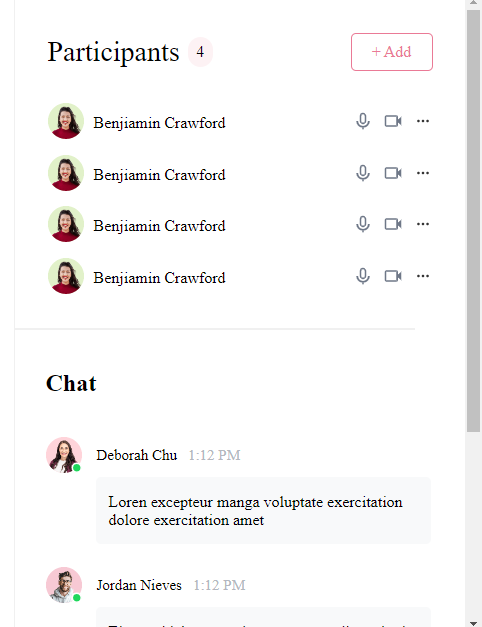 Participants 4
+ Add
Benjiamin Crawford
Benjiamin Crawford
Benjiamin Crawford
Benjiamin Crawford
Chat
Deborah Chu 1:12 PM
Loren excepteur manga voluptate exercitation
dolore exercitation amet
Jordan Nieves 1:12 PM